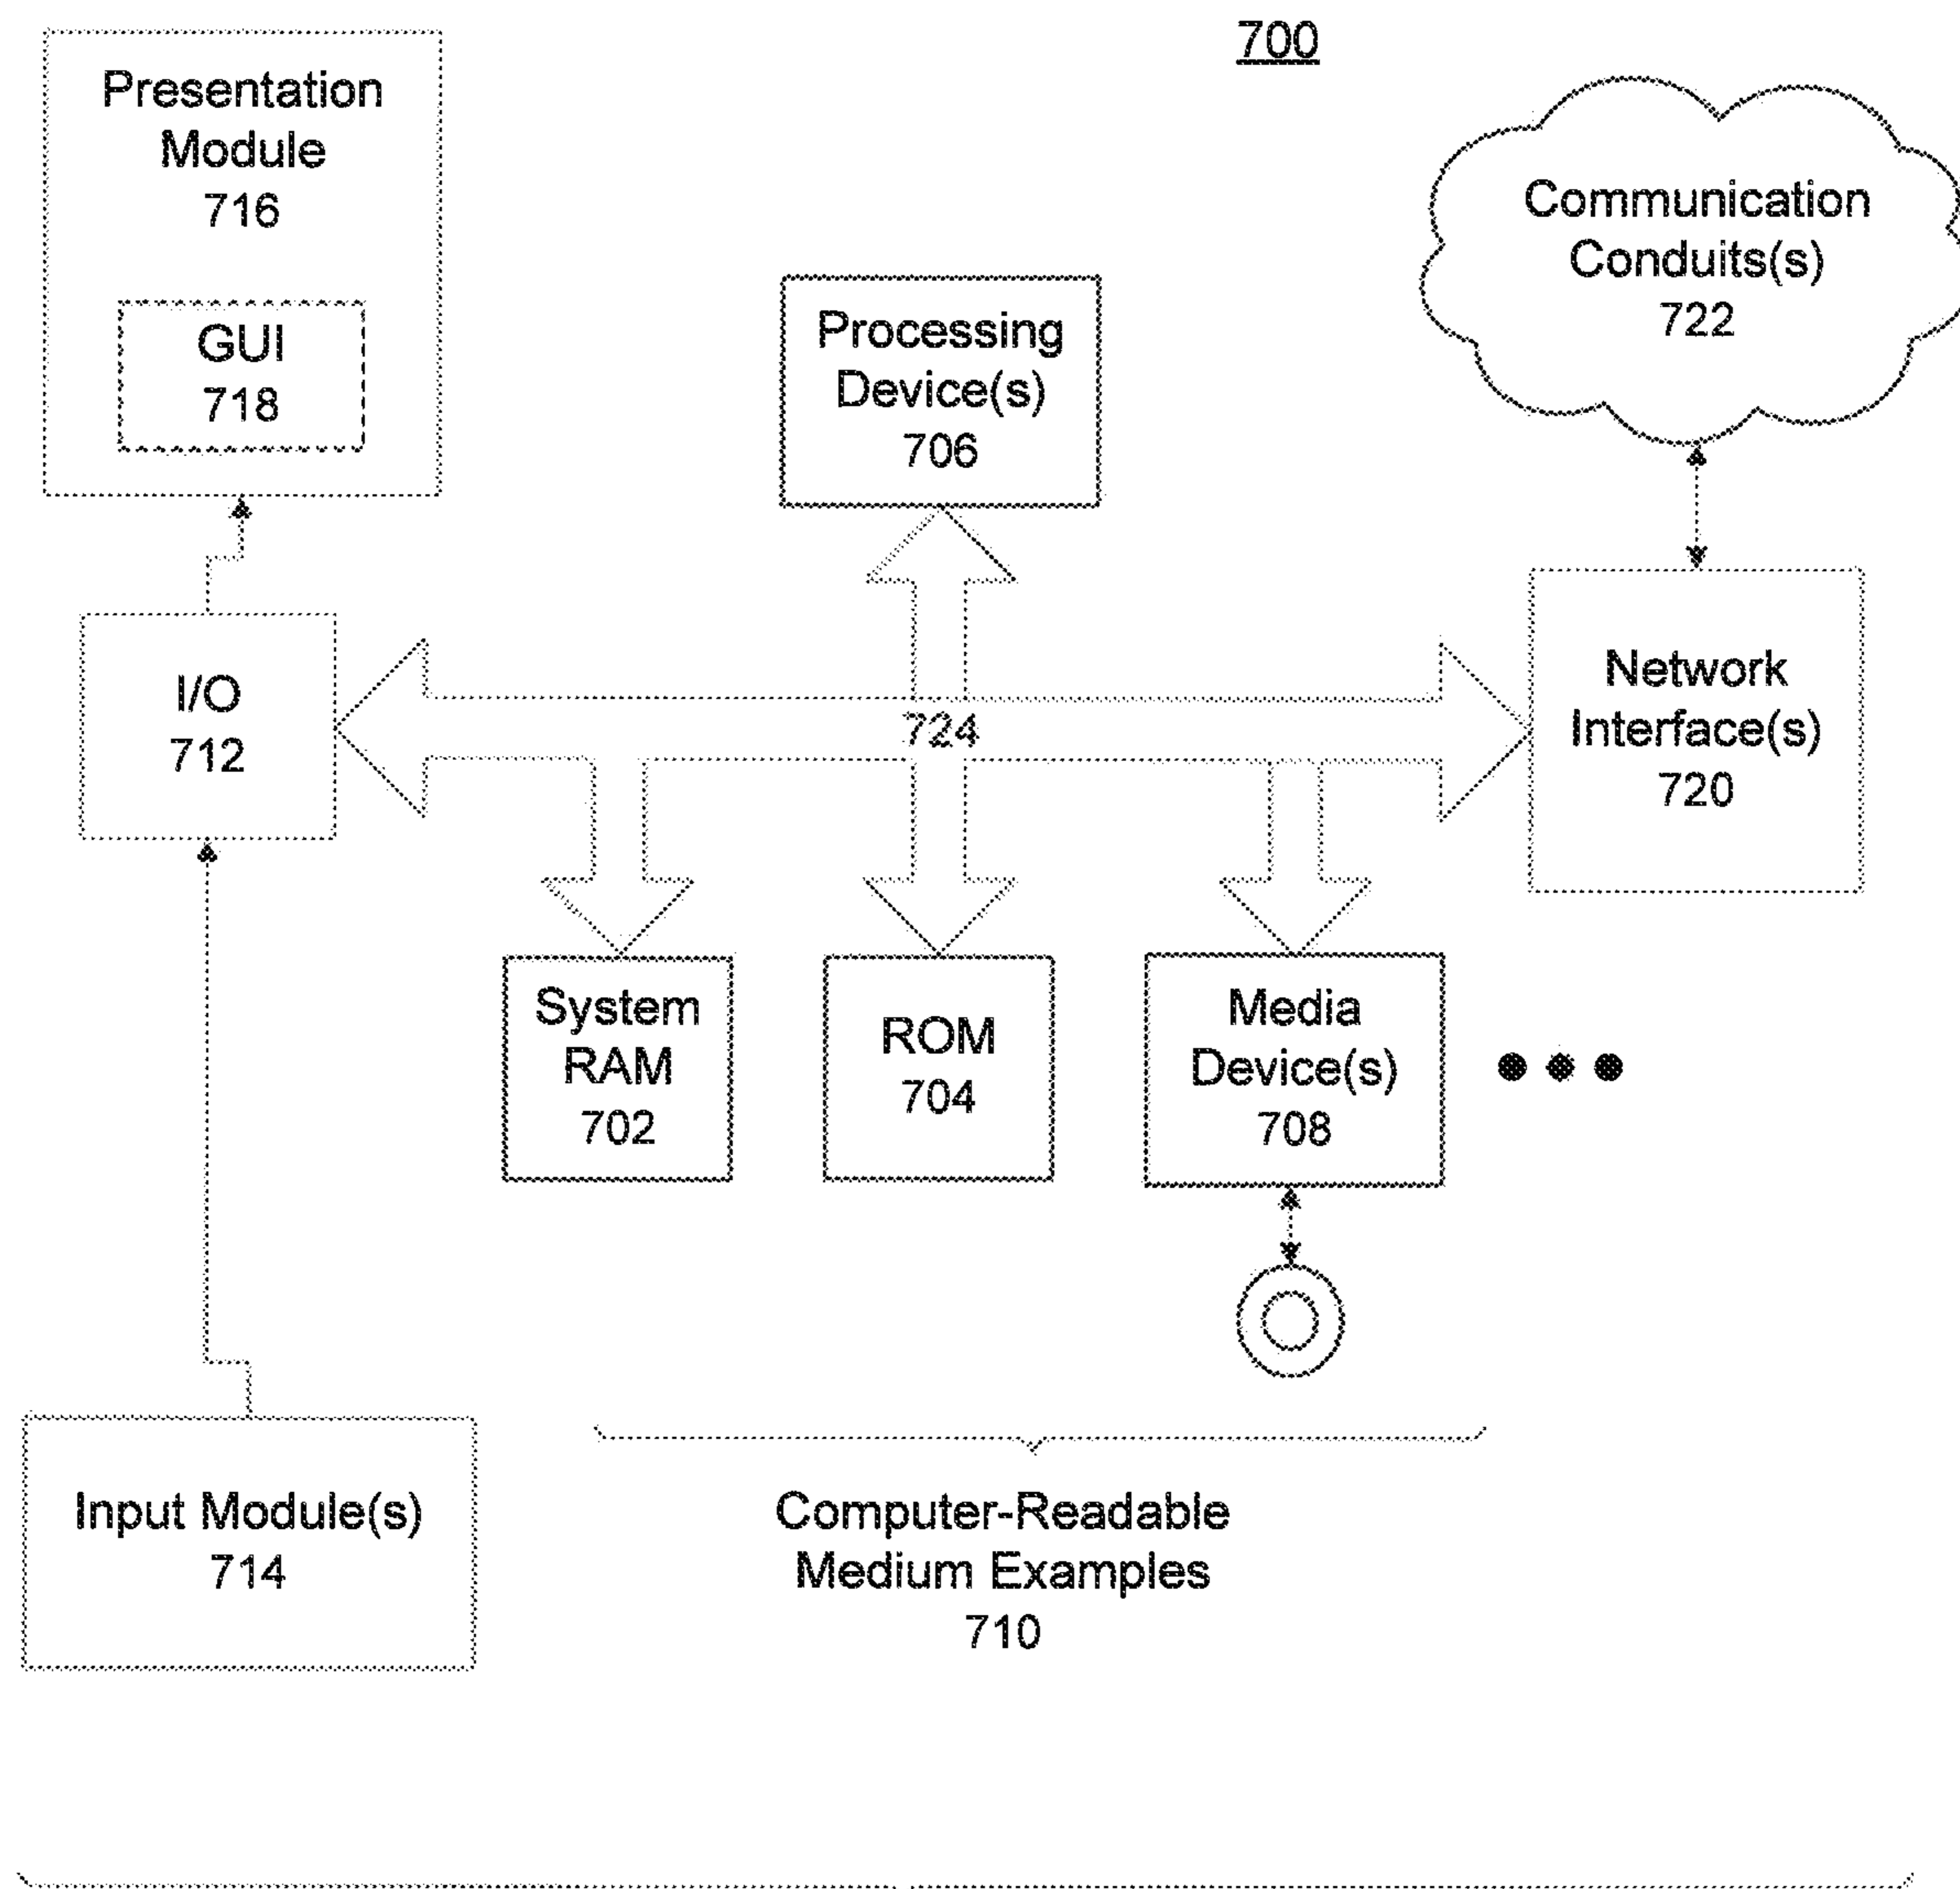 700
Presentation
Module
716
GUI
718
Processing
Device(s)
706
Communication
Conduits(s)
722
I/O
712
724
Network
Interface(s)
720
System
RAM
702
ROM
704
Media
Device(s)
708
Input Module(s)
714
Computer-Readable
Medium Examples
710